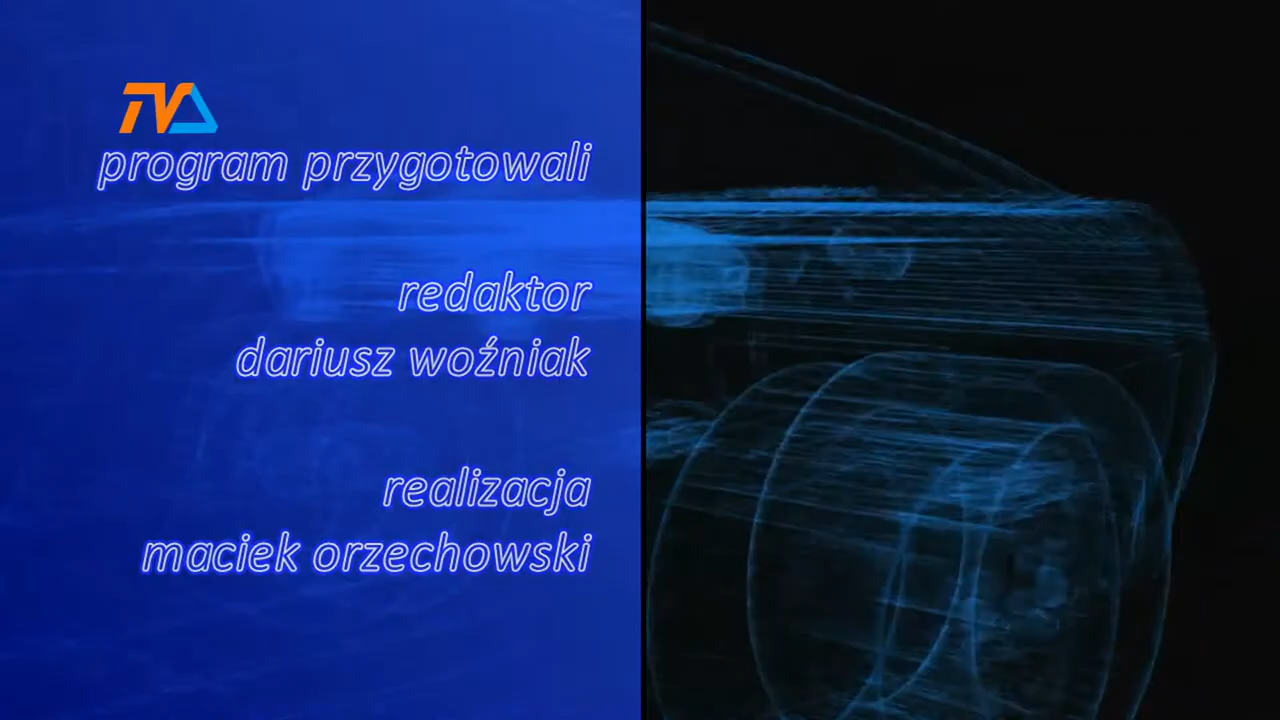 TVA
program przygotowali
redaktor
dariusz woźniak
realizacja
maciek orzechowski